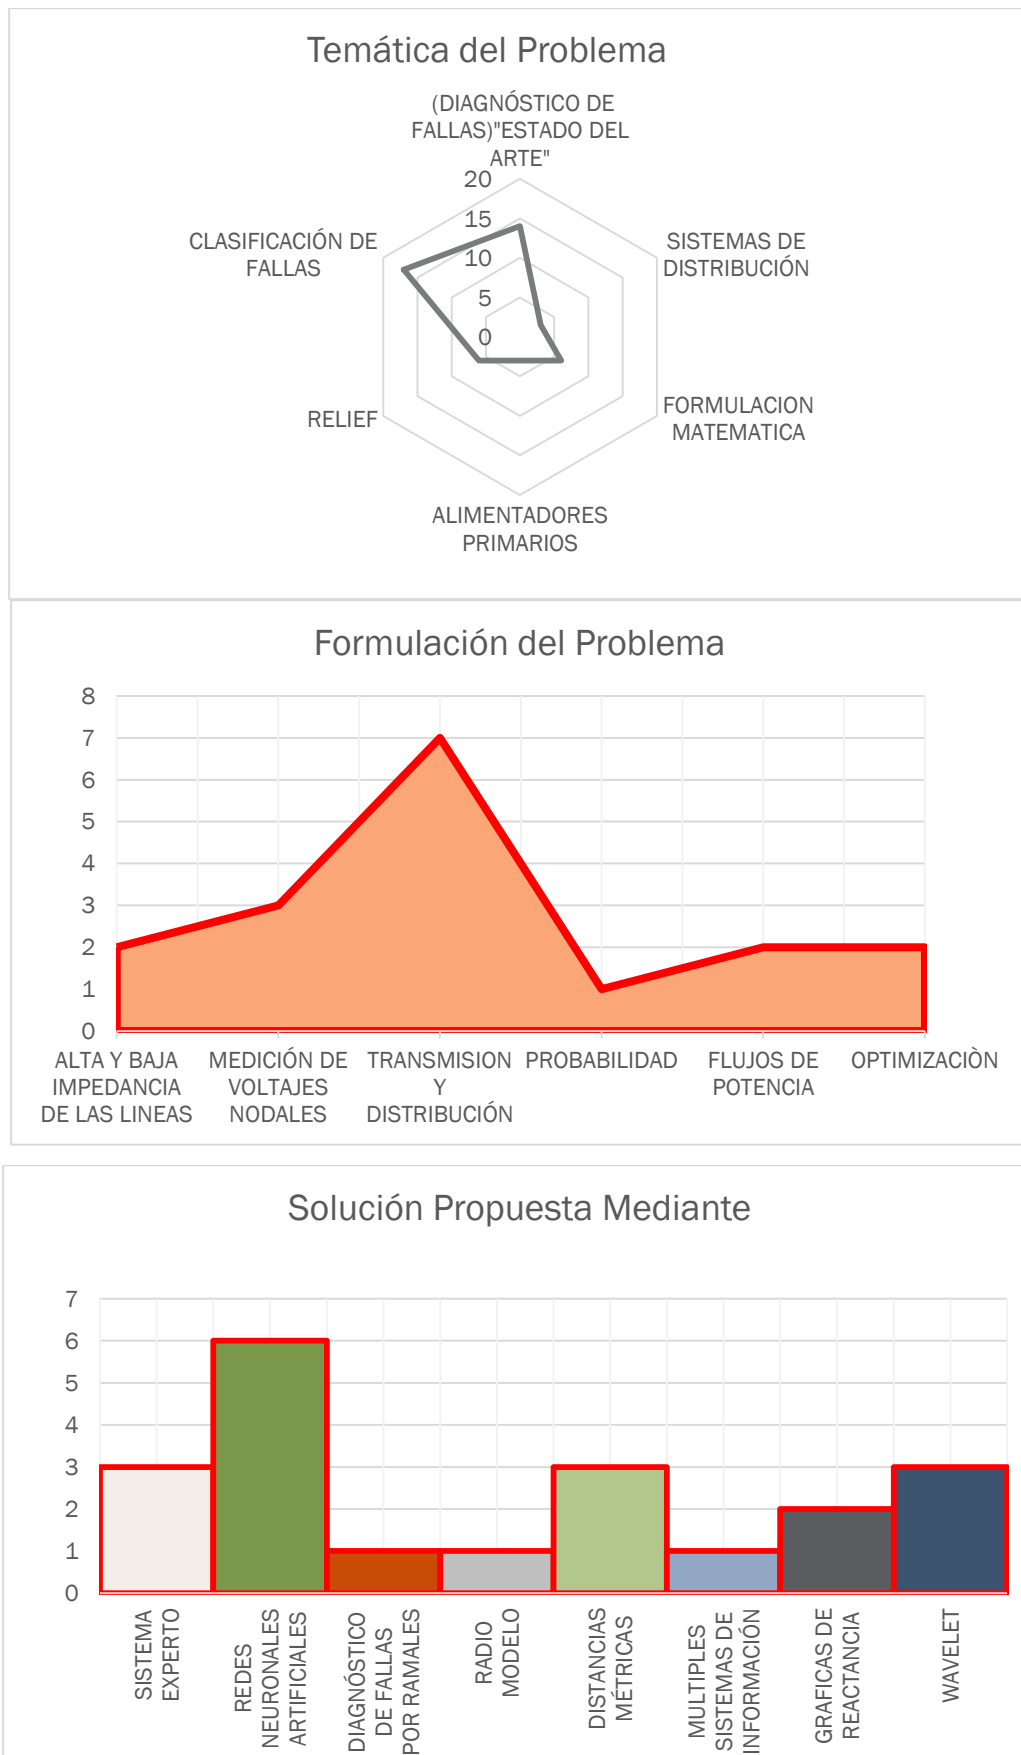 Temática del Problema
(DIAGNÓSTICO DE
FALLAS)"ESTADO DEL
ARTE"
20
15
10
5
0
CLASIFICACIÓN DE
FALLAS
SISTEMAS DE
DISTRIBUCIÓN
RELIEF
FORMULACION
MATEMATICA
ALIMENTADORES
PRIMARIOS
Formulación del Problema
8
7
6
5
4
3
2
1
0
ALTA Y BAJA
IMPEDANCIA
DE LAS LINEAS
MEDICIÓN DE
VOLTAJES
NODALES
TRANSMISION
Y
DISTRIBUCIÓN
PROBABILIDAD
FLUJOS DE
POTENCIA
OPTIMIZACIÒN
Solución Propuesta Mediante
7
6
5
4
3
2
1
0
SISTEMA
EXPERTO
REDES
NEURONALES
ARTIFICIALES
DIAGNÓSTICO
DE FALLAS
POR RAMALES
RADIO
MODELO
DISTANCIAS
MÉTRICAS
MULTIPLES
SISTEMAS DE
INFORMACIÓN
GRAFICAS DE
REACTANCIA
WAVELET